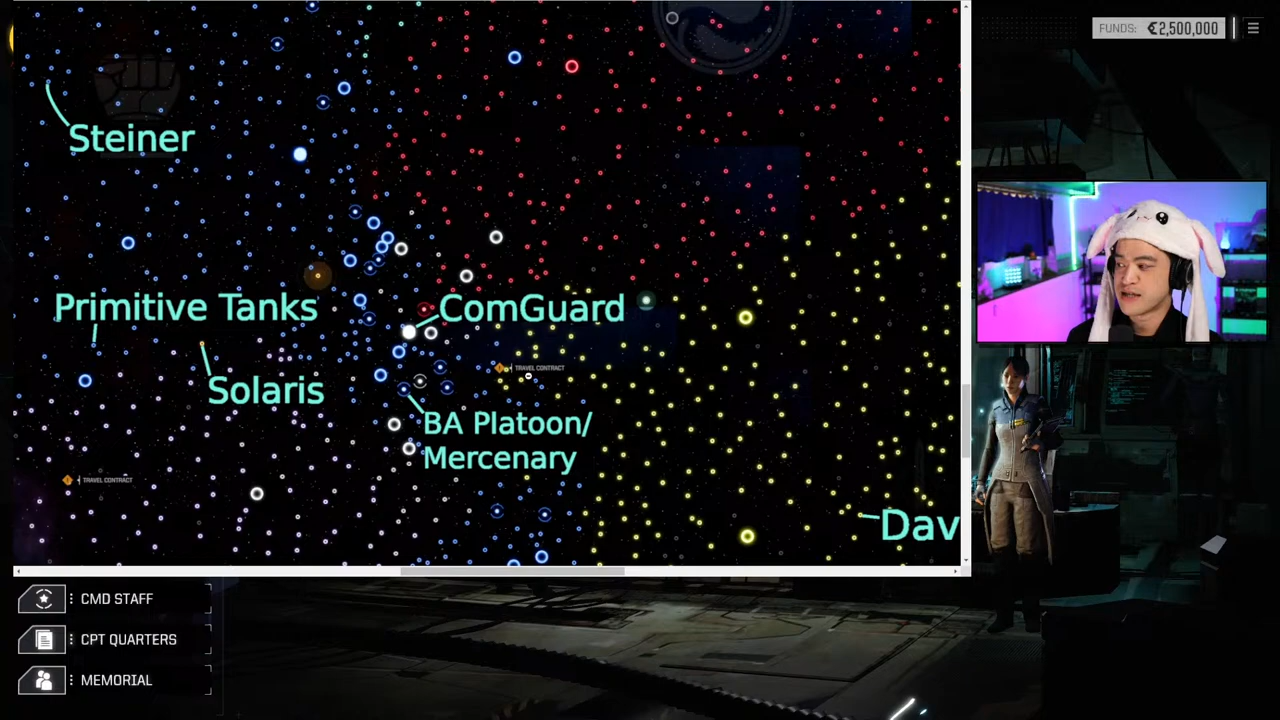 FUNDS: 2,500,000
Steiner
Primitive Tanks
ComGuard
TRAVEL CONTRACT
Solaris
BA Platoon/
Mercenary
TRAVEL CONTRACT
Dav
CMD STAFF
CPT QUARTERS
MEMORIAL